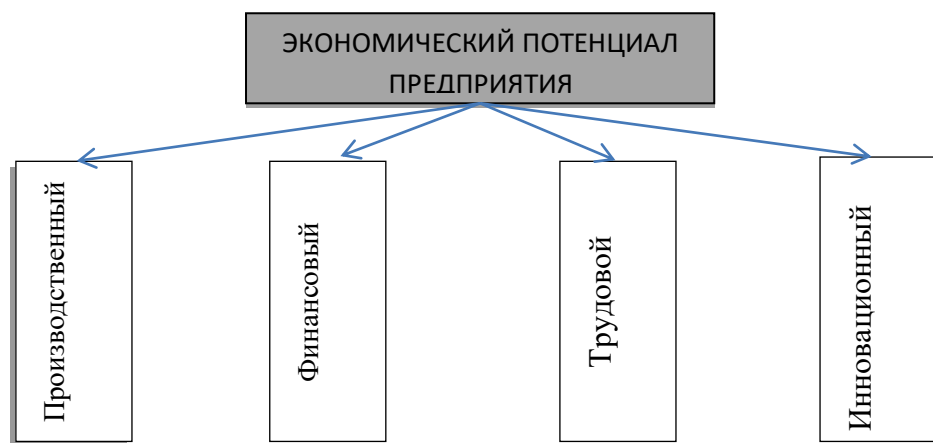 ЭКОНОМИЧЕСКИЙ ПОТЕНЦИАЛ
ПРЕДПРИЯТИЯ
Производственный
Финансовый
Трудовой
Инновационный